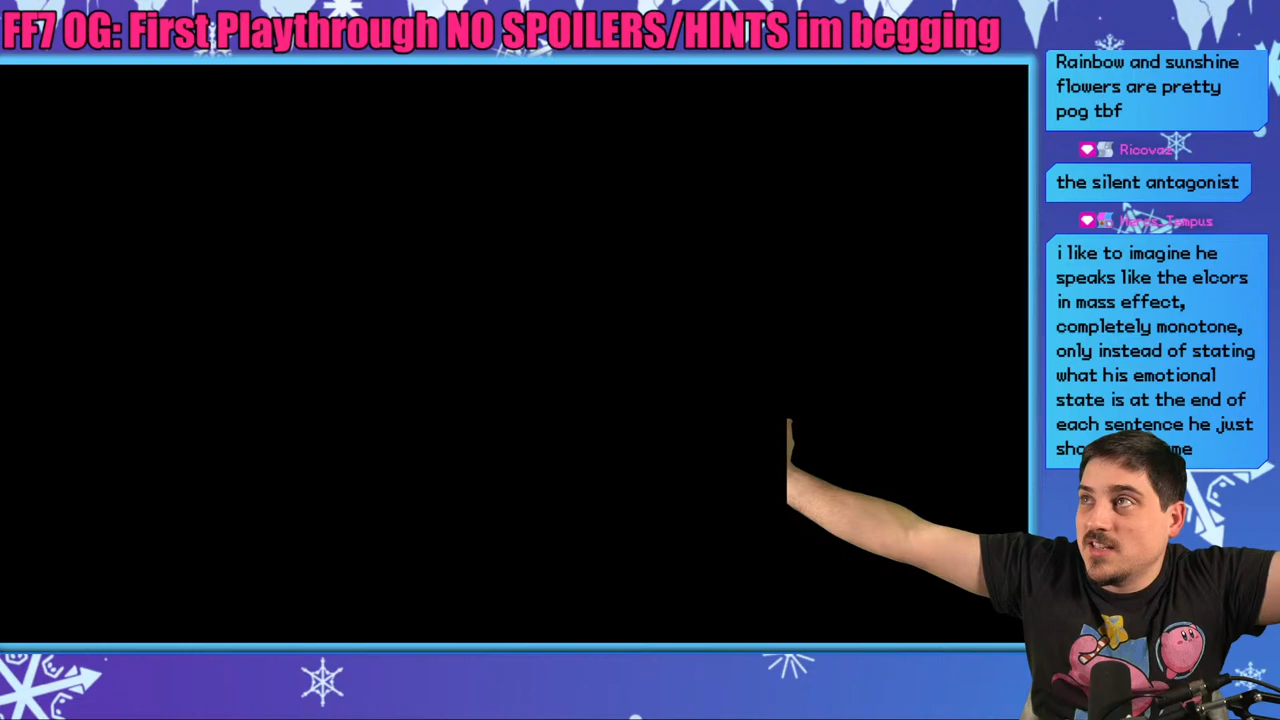 FF7 OG: First Playthrough NO SPOILERS/HINTS im begging
Rainbow and sunshine
flowers are pretty
pog tbf
the silent antagonist
i like to imagine he
speaks like the elcors
in mass effect,
completely monotone,
only instead of stating
what his emotional
state is at the end of
each sentence he just